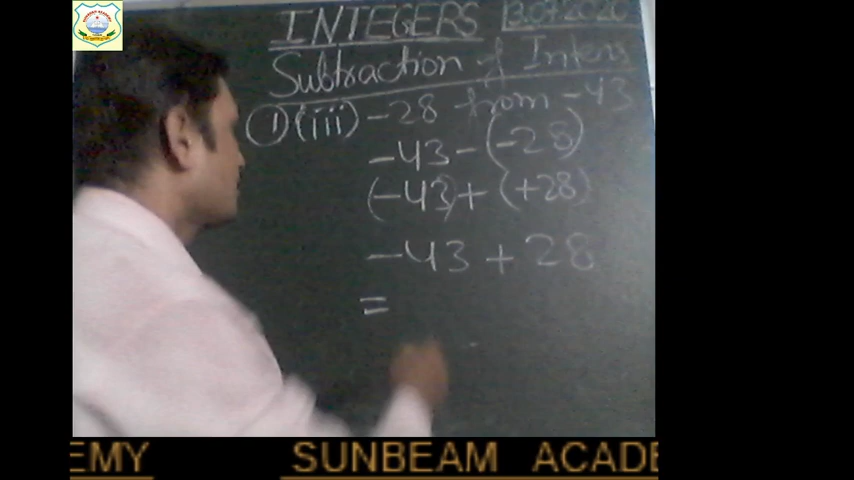 INTEGERS 13.07.2020
Subtraction of Inters
① (iii) -28 from -43
-43 - (-28)
(-43) + (+28)
-43 + 28
=
EMY SUNBEAM ACADE